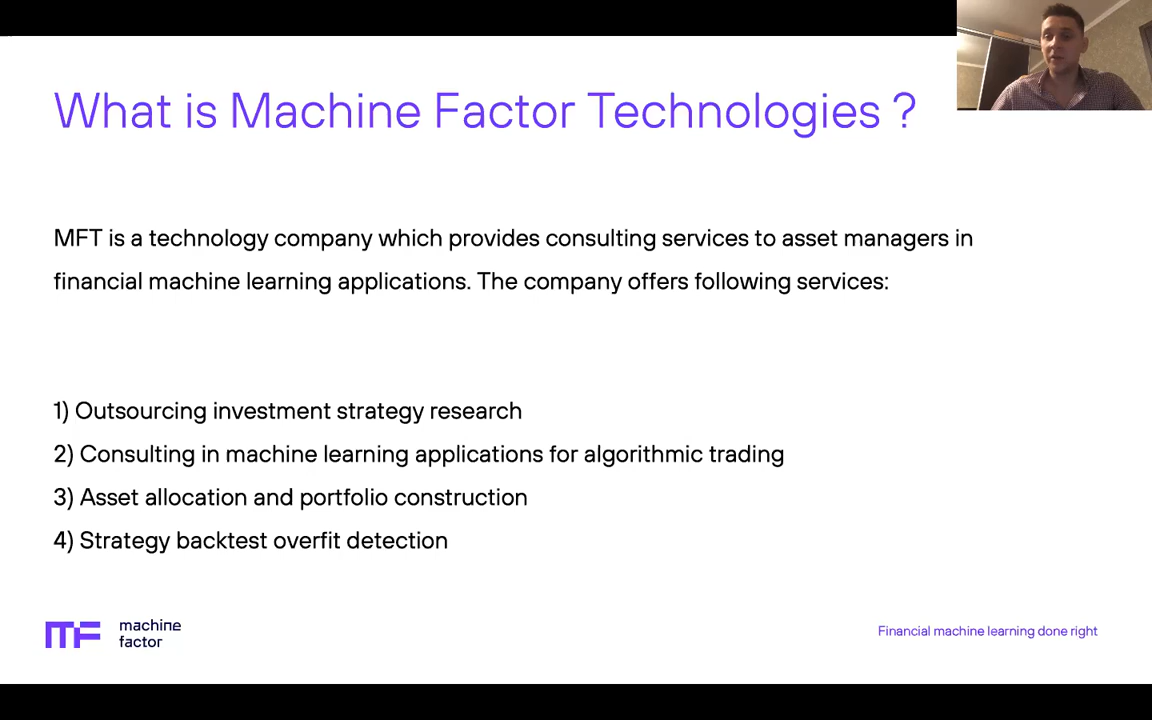 What is Machine Factor Technologies ?
MFT is a technology company which provides consulting services to asset managers in
financial machine learning applications. The company offers following services:
1) Outsourcing investment strategy research
2) Consulting in machine learning applications for algorithmic trading
3) Asset allocation and portfolio construction
4) Strategy backtest overfit detection
MF machine
factor
Financial machine learning done right